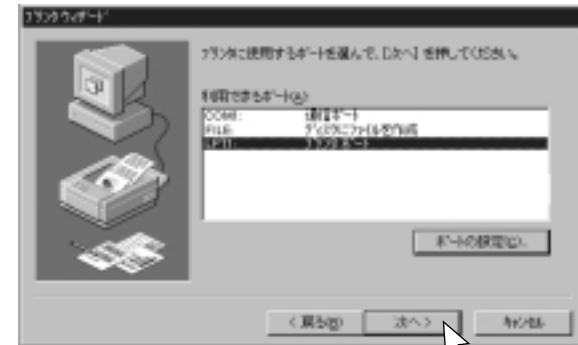 プリンタ ウィザード
プリンタに使用するポートを選んで、[次へ] を押してください。
利用できるポート(A):
COM1: 通信ポート
FILE: ディスクにファイルを作成
LPT1: プリンタ ポート
ポートの設定(C)...
< 戻る(B)
次へ >
キャンセル